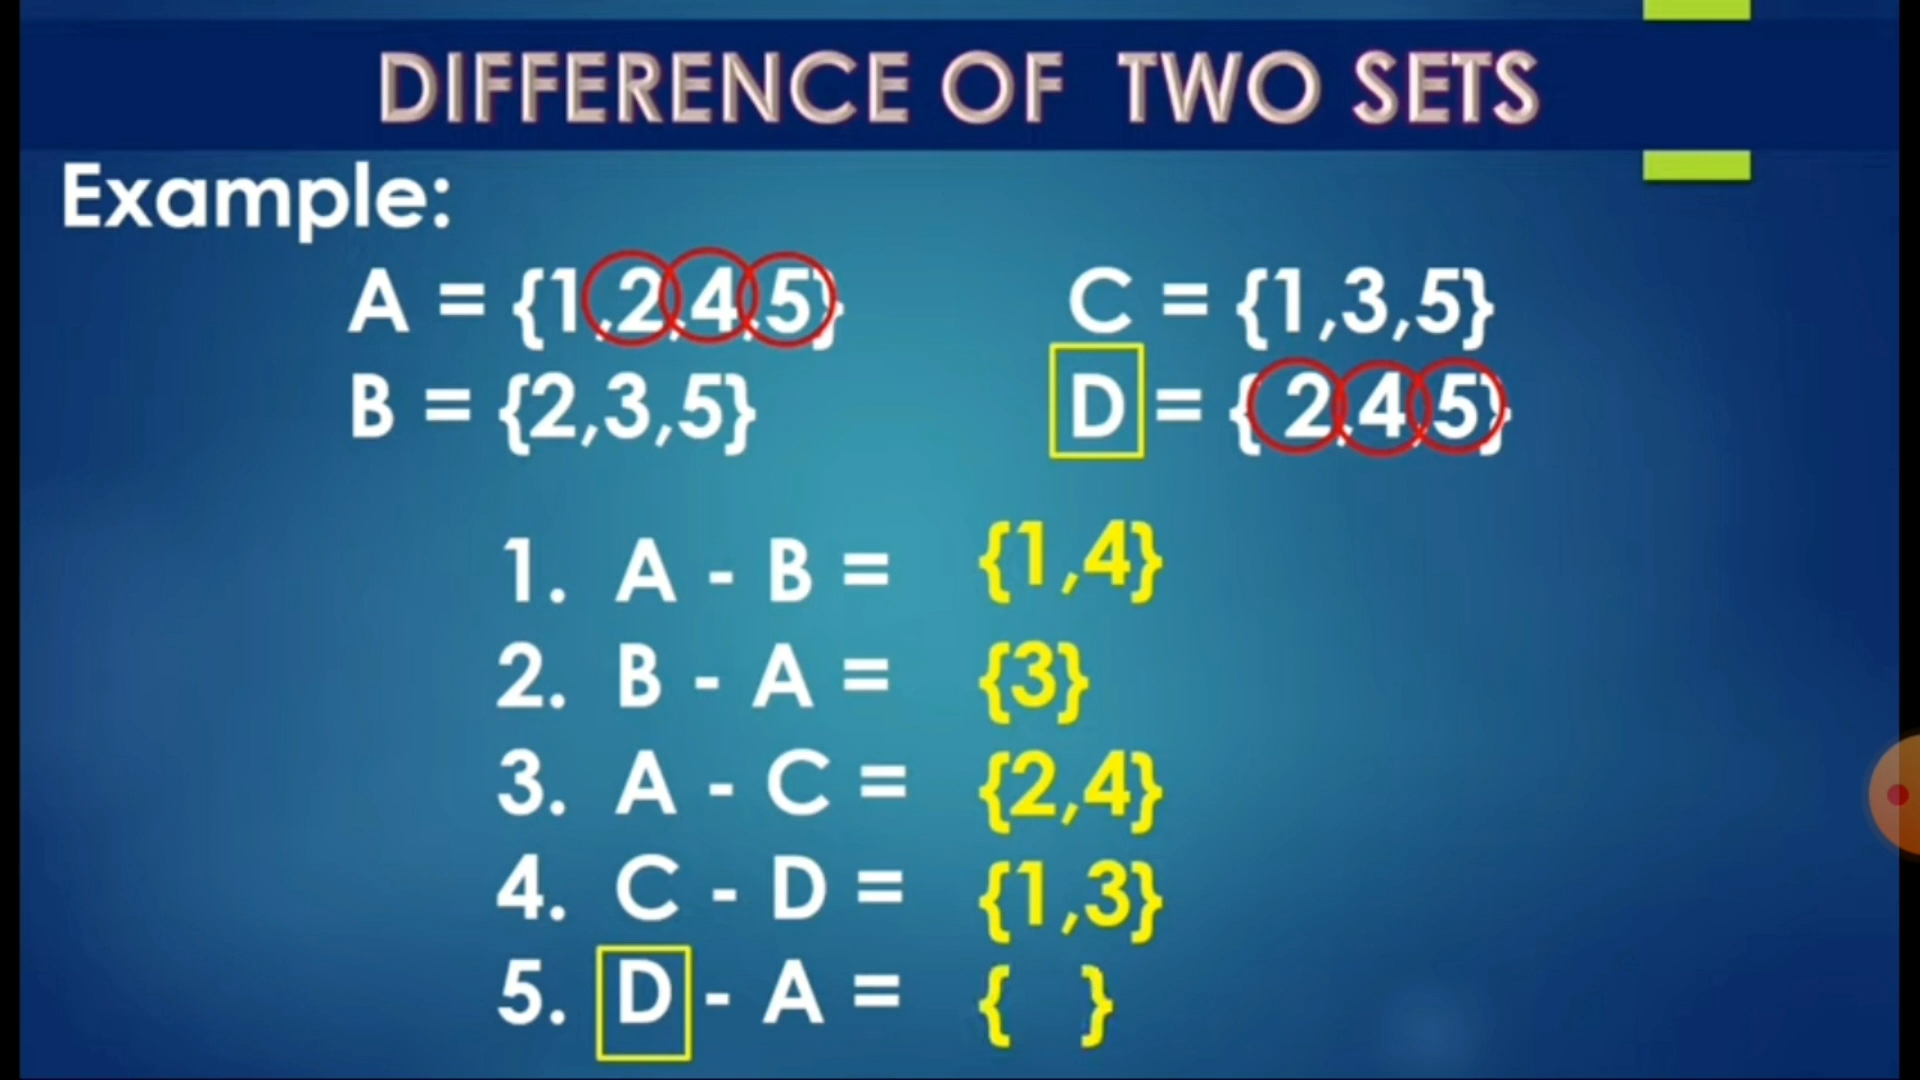 DIFFERENCE OF TWO SETS
Example:
A = {1,2,4,5} C = {1,3,5}
B = {2,3,5} D = { 2,4,5}
1. A - B = {1,4}
2. B - A = {3}
3. A - C = {2,4}
4. C - D = {1,3}
5. D - A = { }